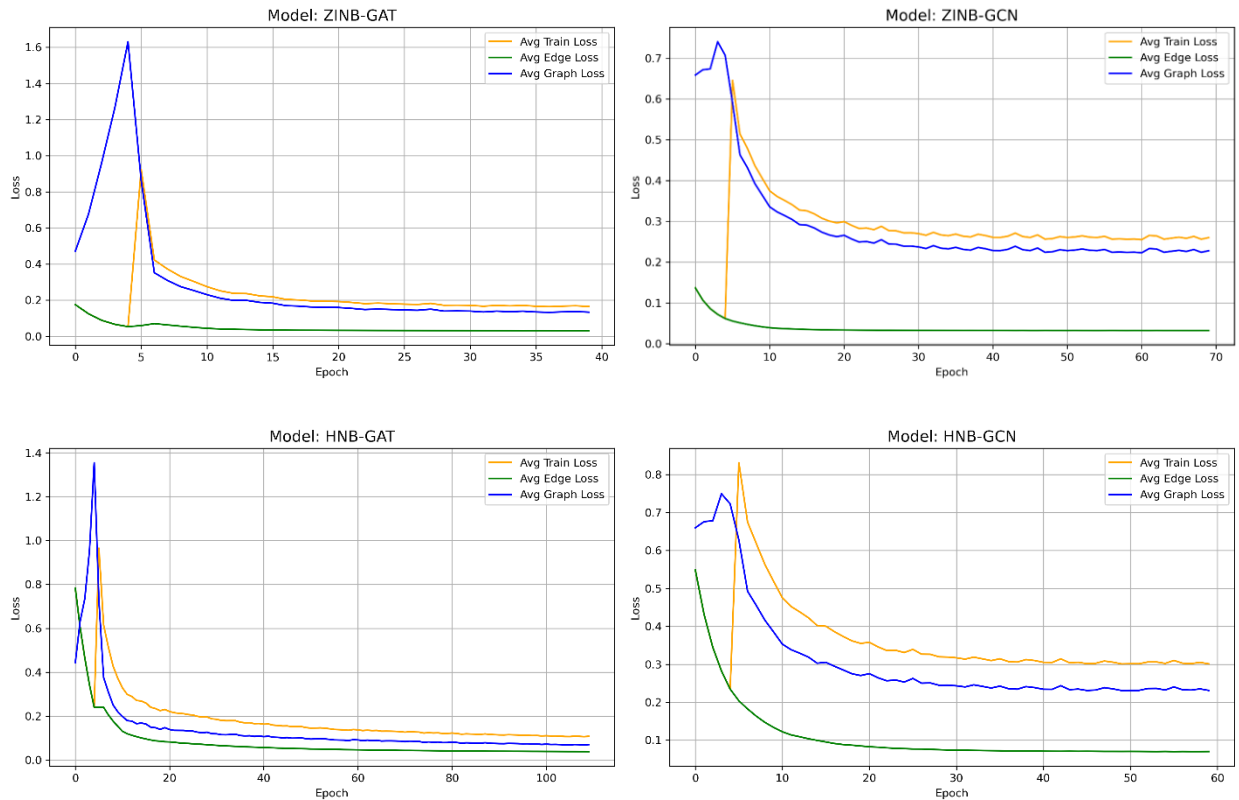 Model: ZINB-GAT
Avg Train Loss
Avg Edge Loss
Avg Graph Loss
Loss
1.6
1.4
1.2
1.0
0.8
0.6
0.4
0.2
0.0
0 5 10 15 20 25 30 35 40
Epoch
Model: ZINB-GCN
Avg Train Loss
Avg Edge Loss
Avg Graph Loss
Loss
0.7
0.6
0.5
0.4
0.3
0.2
0.1
0.0
0 10 20 30 40 50 60 70
Epoch
Model: HNB-GAT
Avg Train Loss
Avg Edge Loss
Avg Graph Loss
Loss
1.4
1.2
1.0
0.8
0.6
0.4
0.2
0.0
0 20 40 60 80 100
Epoch
Model: HNB-GCN
Avg Train Loss
Avg Edge Loss
Avg Graph Loss
Loss
0.8
0.7
0.6
0.5
0.4
0.3
0.2
0.1
0 10 20 30 40 50 60
Epoch